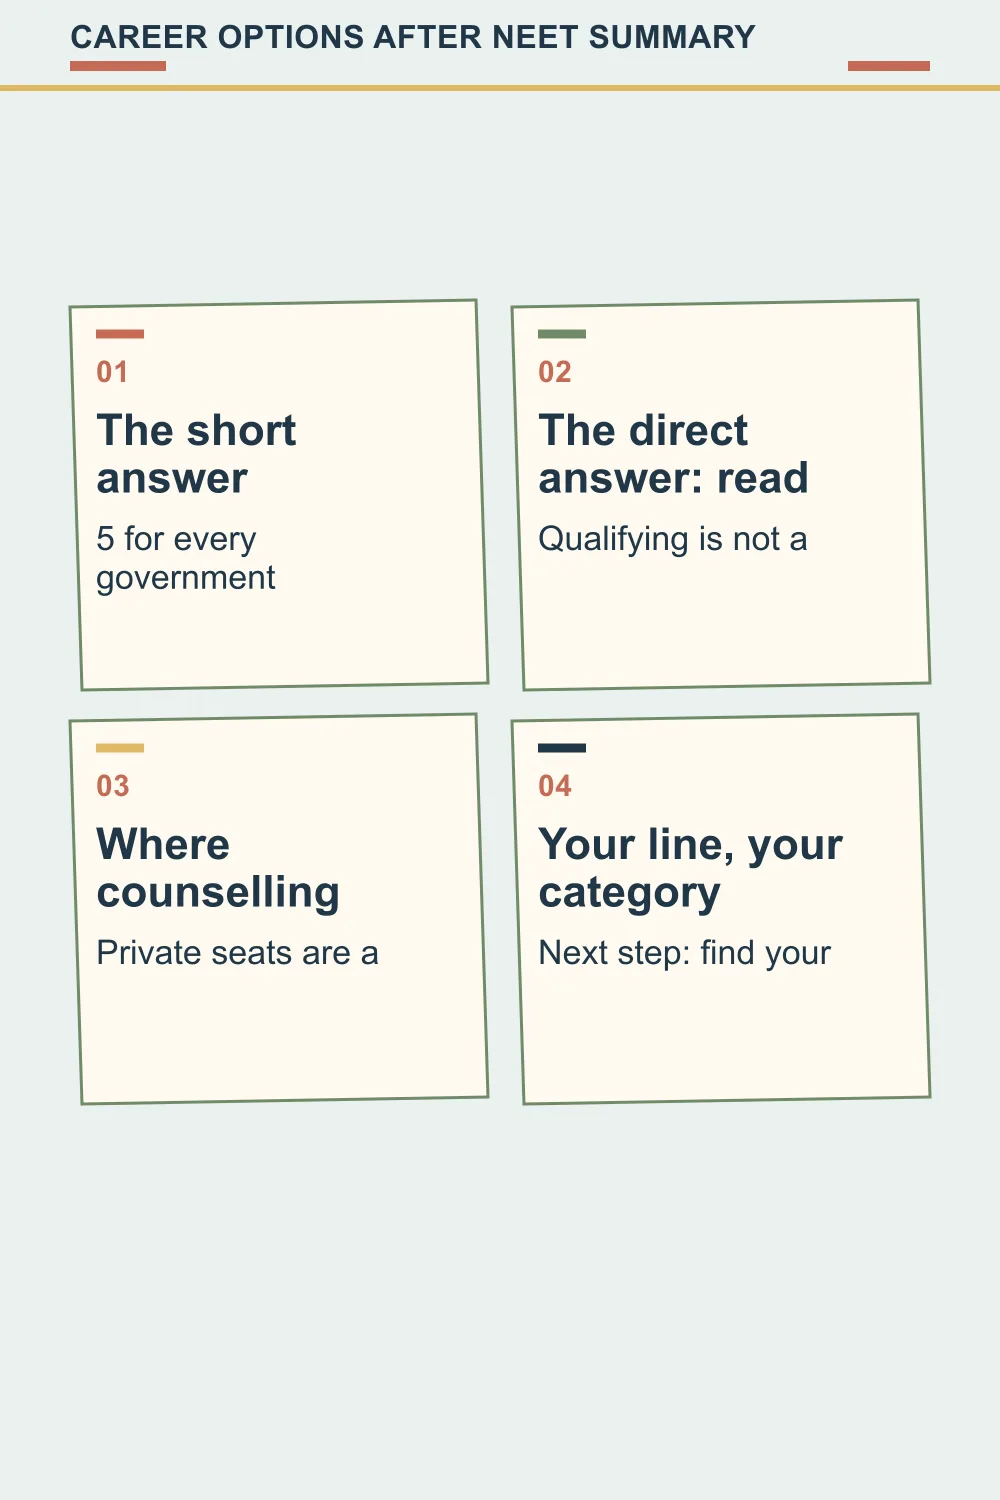 CAREER OPTIONS AFTER NEET SUMMARY
01
The short
answer
5 for every
government
02
The direct
answer: read
Qualifying is not a
03
Where
counselling
Private seats are a
04
Your line, your
category
Next step: find your